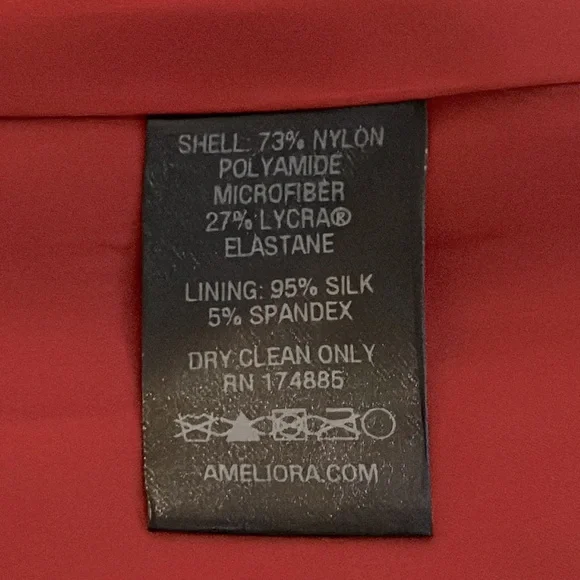 SHELL: 73% NYLON
POLYAMIDE
MICROFIBER
27% LYCRA®
ELASTANE
LINING: 95% SILK
5% SPANDEX
DRY CLEAN ONLY
RN 174885
AMELIORA.COM